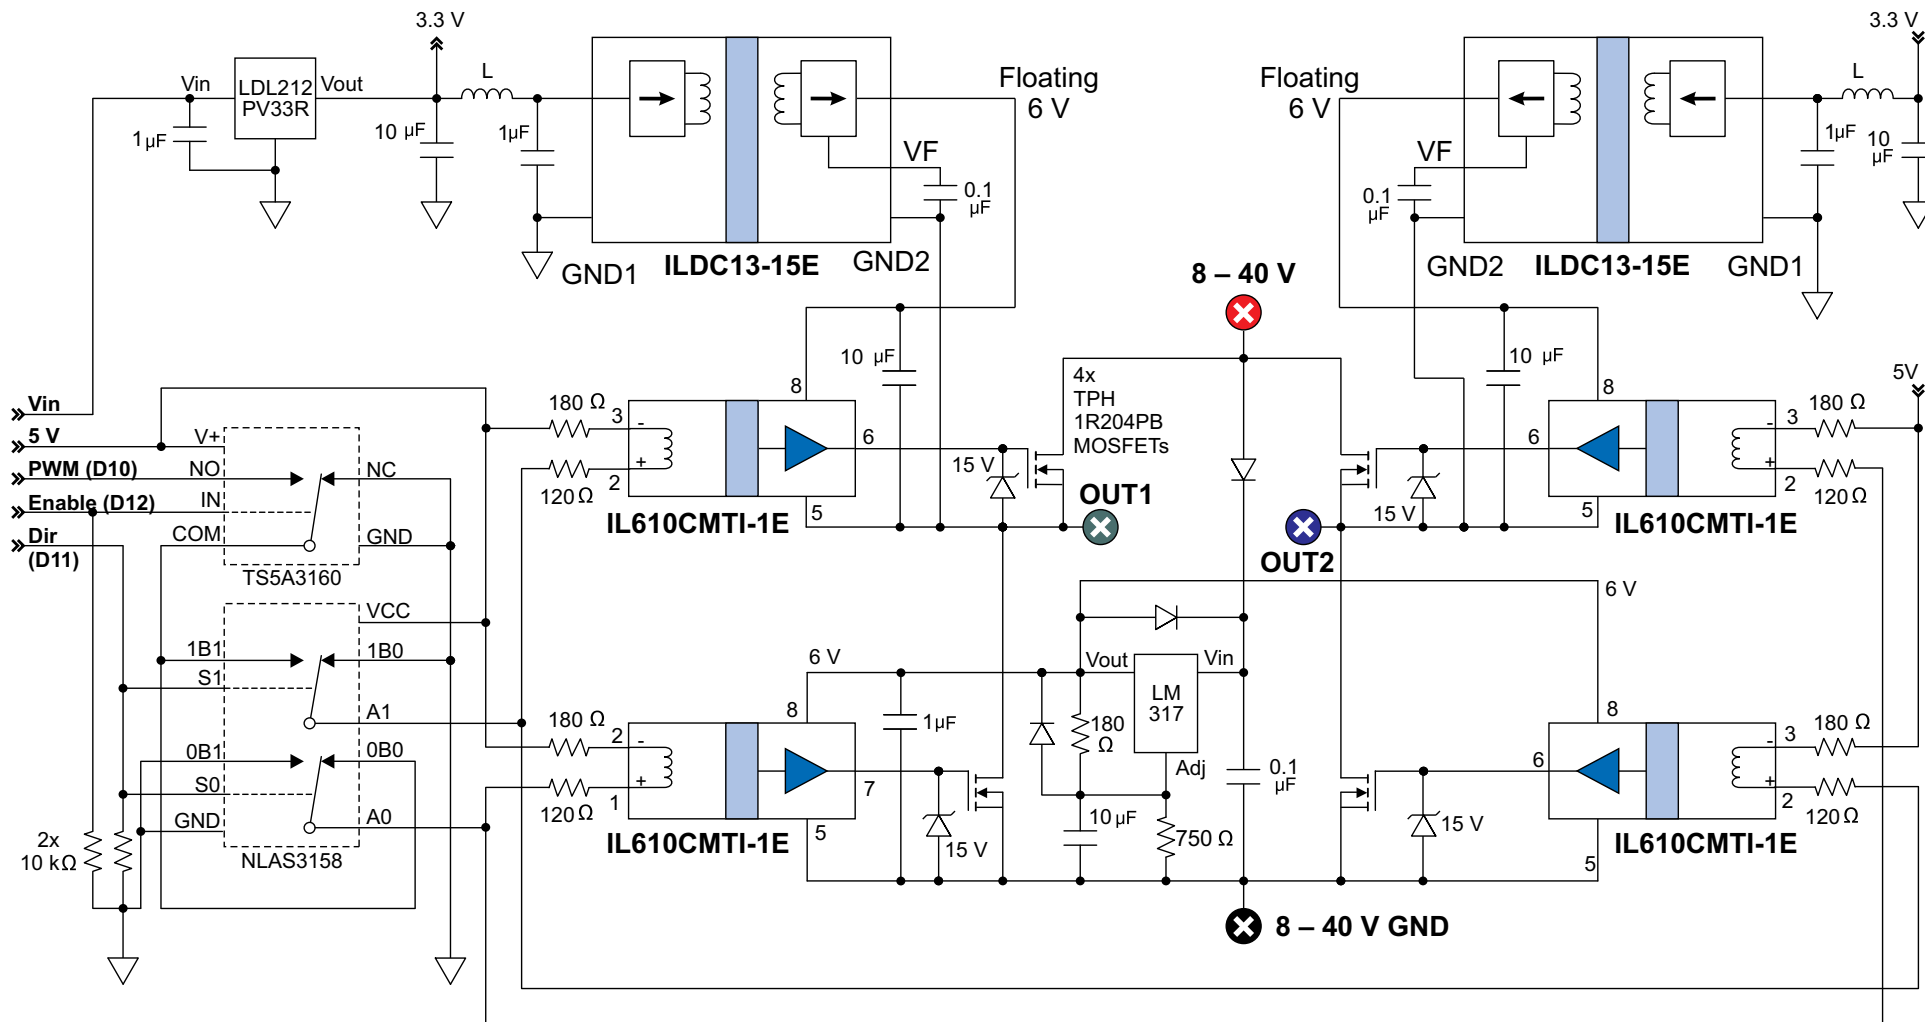 3.3 V
3.3 V
Vin
LDL212
PV33R
Vout
L
1 µF
10 µF
1µF
Floating
6 V
Floating
6 V
VF
0.1
µF
VF
0.1
µF
L
1µF
10
µF
GND1
ILDC13-15E
GND2
GND2
ILDC13-15E
GND1
8 – 40 V
10 µF
10 µF
4x
TPH
1R204PB
MOSFETs
Vin
5 V
PWM (D10)
Enable (D12)
Dir
(D11)
V+
NO
IN
COM
NC
GND
TS5A3160
180 Ω
3
-
+
120 Ω
2
8
6
5
IL610CMTI-1E
15 V
OUT1
OUT2
15 V
8
6
5
-
+
3
2
180 Ω
120 Ω
5V
IL610CMTI-1E
VCC
1B1
1B0
S1
A1
0B1
0B0
S0
GND
A0
NLAS3158
2x
10 kΩ
180 Ω
2
-
+
120 Ω
1
6 V
8
7
5
IL610CMTI-1E
1µF
15 V
Vout
Vin
LM
317
Adj
180
Ω
10 µF
750 Ω
0.1
µF
6 V
8
6
5
15 V
-
+
3
2
180 Ω
120 Ω
IL610CMTI-1E
8 – 40 V GND